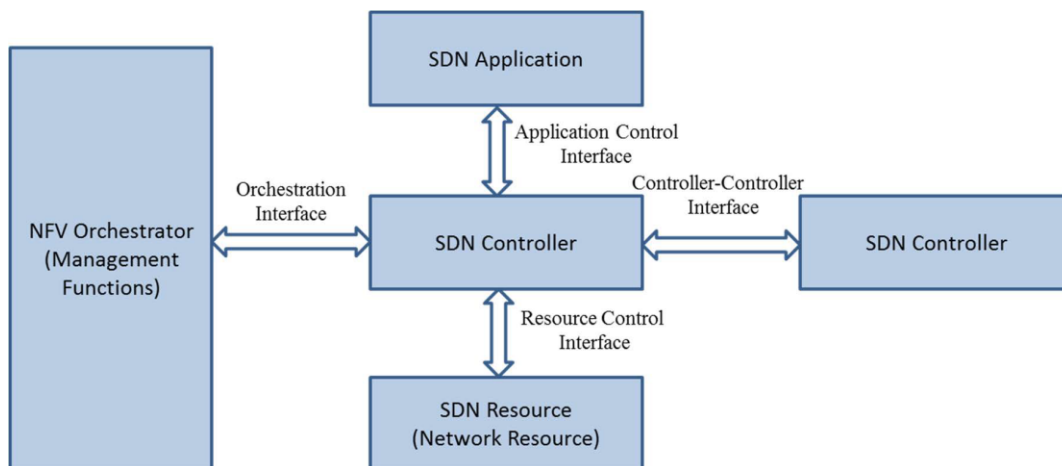 SDN Application
Application Control
Interface
Orchestration
Interface
Controller-Controller
Interface
NFV Orchestrator
(Management
Functions)
SDN Controller
SDN Controller
Resource Control
Interface
SDN Resource
(Network Resource)